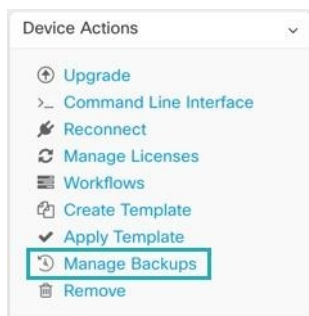 Device Actions
Upgrade
Command Line Interface
Reconnect
Manage Licenses
Workflows
Create Template
Apply Template
Manage Backups
Remove